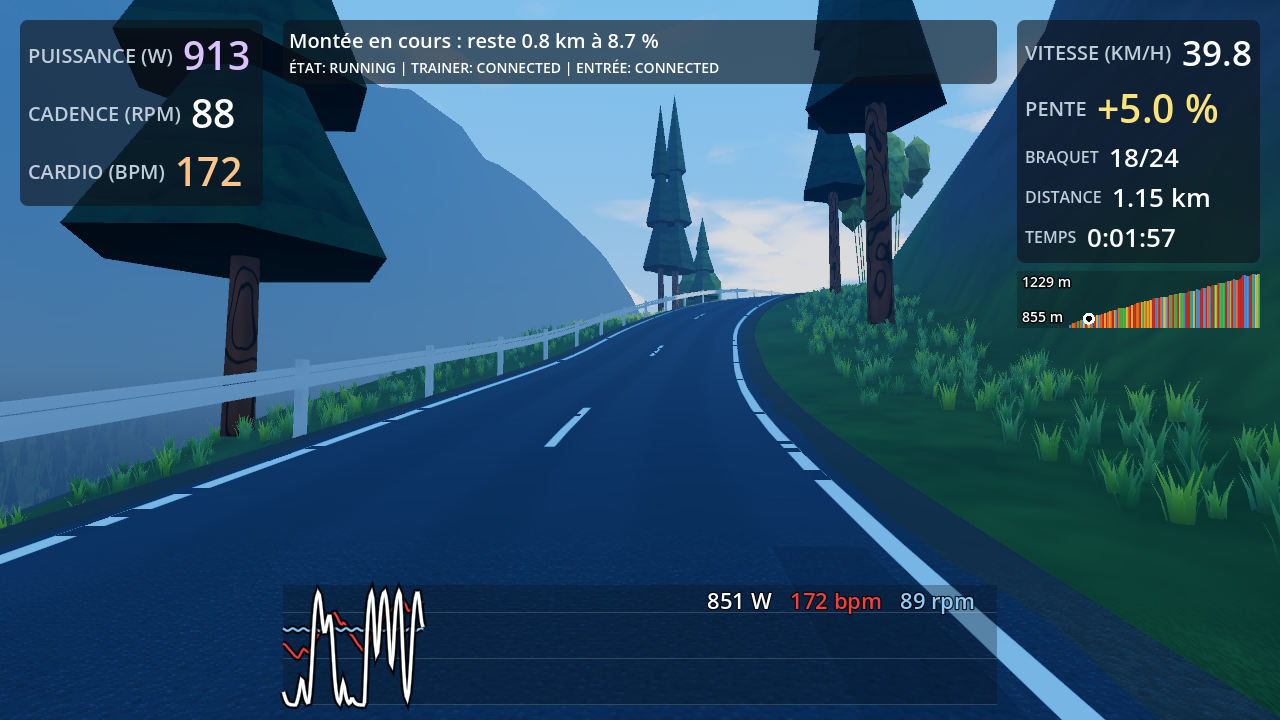 PUISSANCE (W) 913
CADENCE (RPM) 88
CARDIO (BPM) 172
Montée en cours : reste 0.8 km à 8.7 %
ÉTAT: RUNNING | TRAINER: CONNECTED | ENTRÉE: CONNECTED
VITESSE (KM/H) 39.8
PENTE +5.0 %
BRAQUET 18/24
DISTANCE 1.15 km
TEMPS 0:01:57
1229 m
855 m
851 W 172 bpm 89 rpm